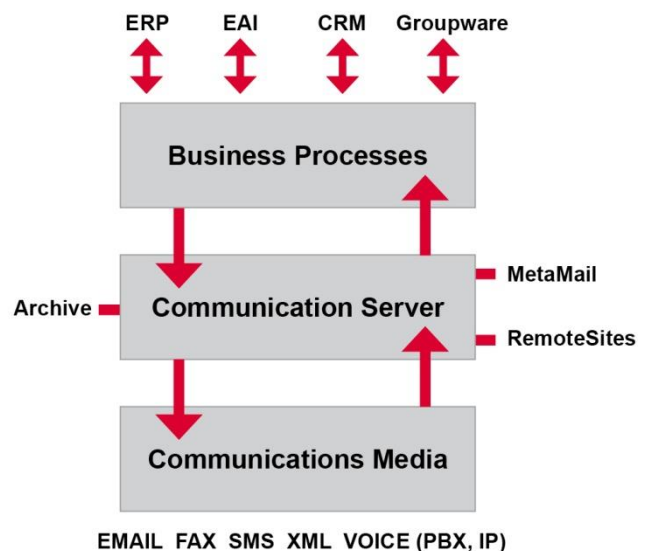 ERP EAI CRM Groupware
Business Processes
MetaMail
Archive Communication Server
RemoteSites
Communications Media
EMAIL FAX SMS XML VOICE (PBX, IP)